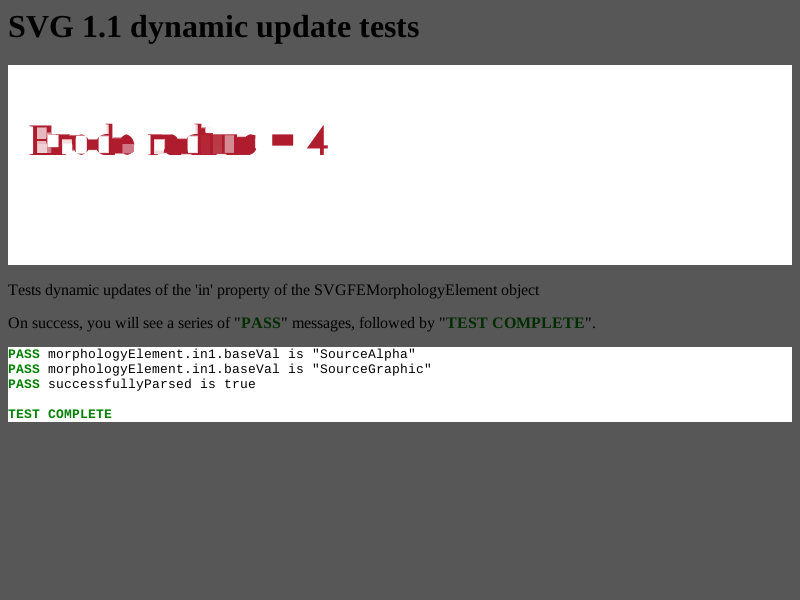 SVG 1.1 dynamic update tests
Erode radius = 4
Tests dynamic updates of the 'in' property of the SVGFEMorphologyElement object
On success, you will see a series of "PASS" messages, followed by "TEST COMPLETE".
PASS morphologyElement.in1.baseVal is "SourceAlpha"
PASS morphologyElement.in1.baseVal is "SourceGraphic"
PASS successfullyParsed is true
TEST COMPLETE